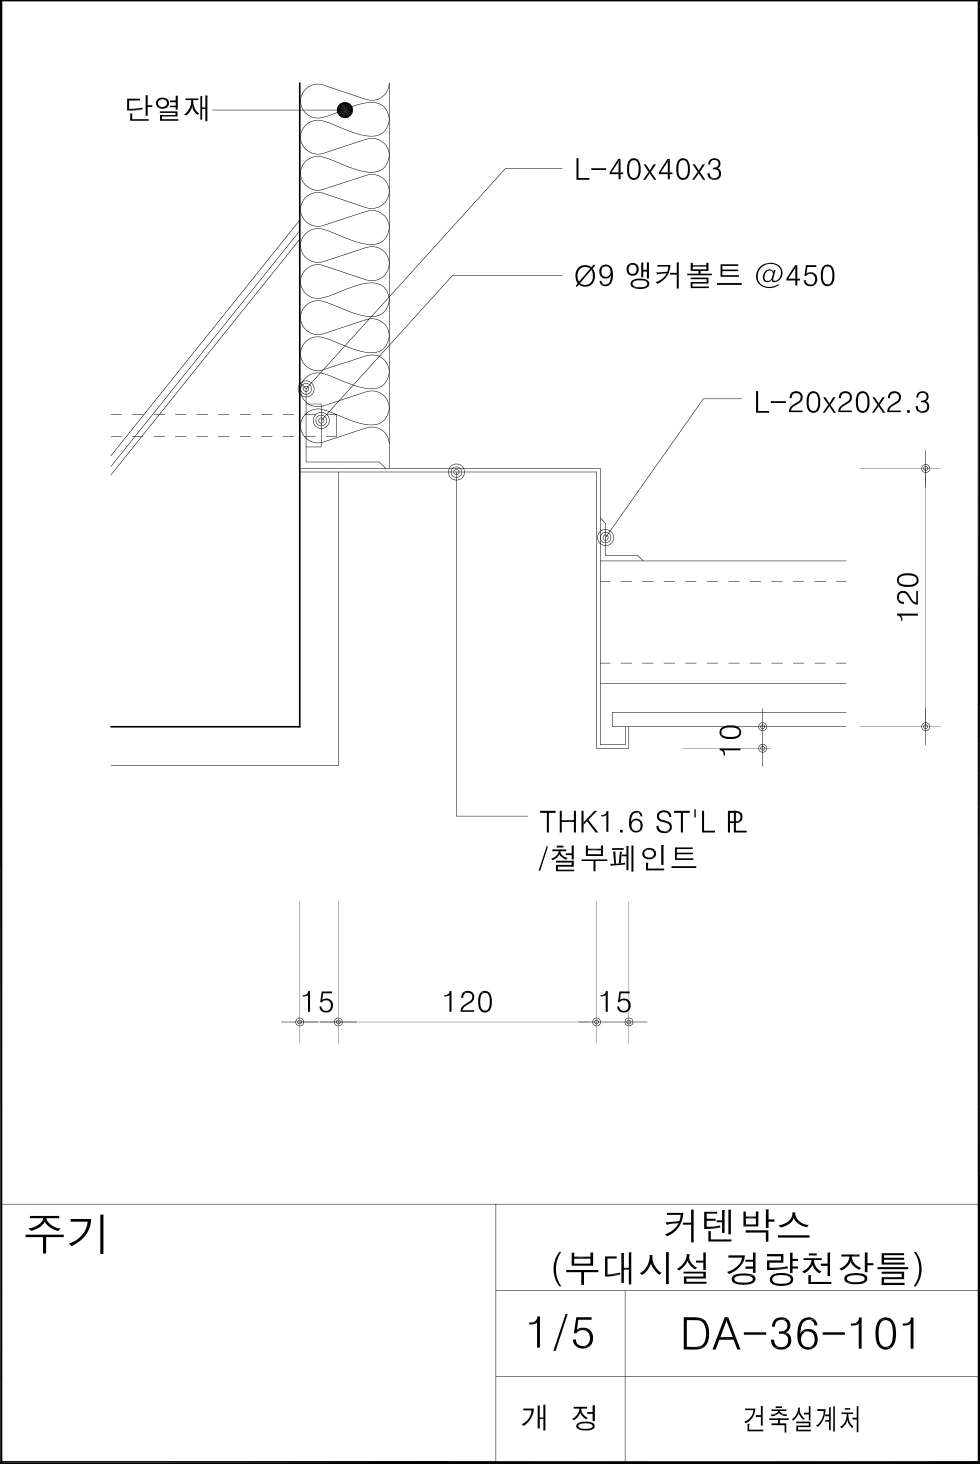 단열재
L-40x40x3
Ø9 앵커볼트 @450
L-20x20x2.3
120
10
THK1.6 ST'L ℙL
/철부페인트
15 120 15
주기
커텐박스
(부대시설 경량천장틀)
1/5 DA-36-101
개 정 건축설계처